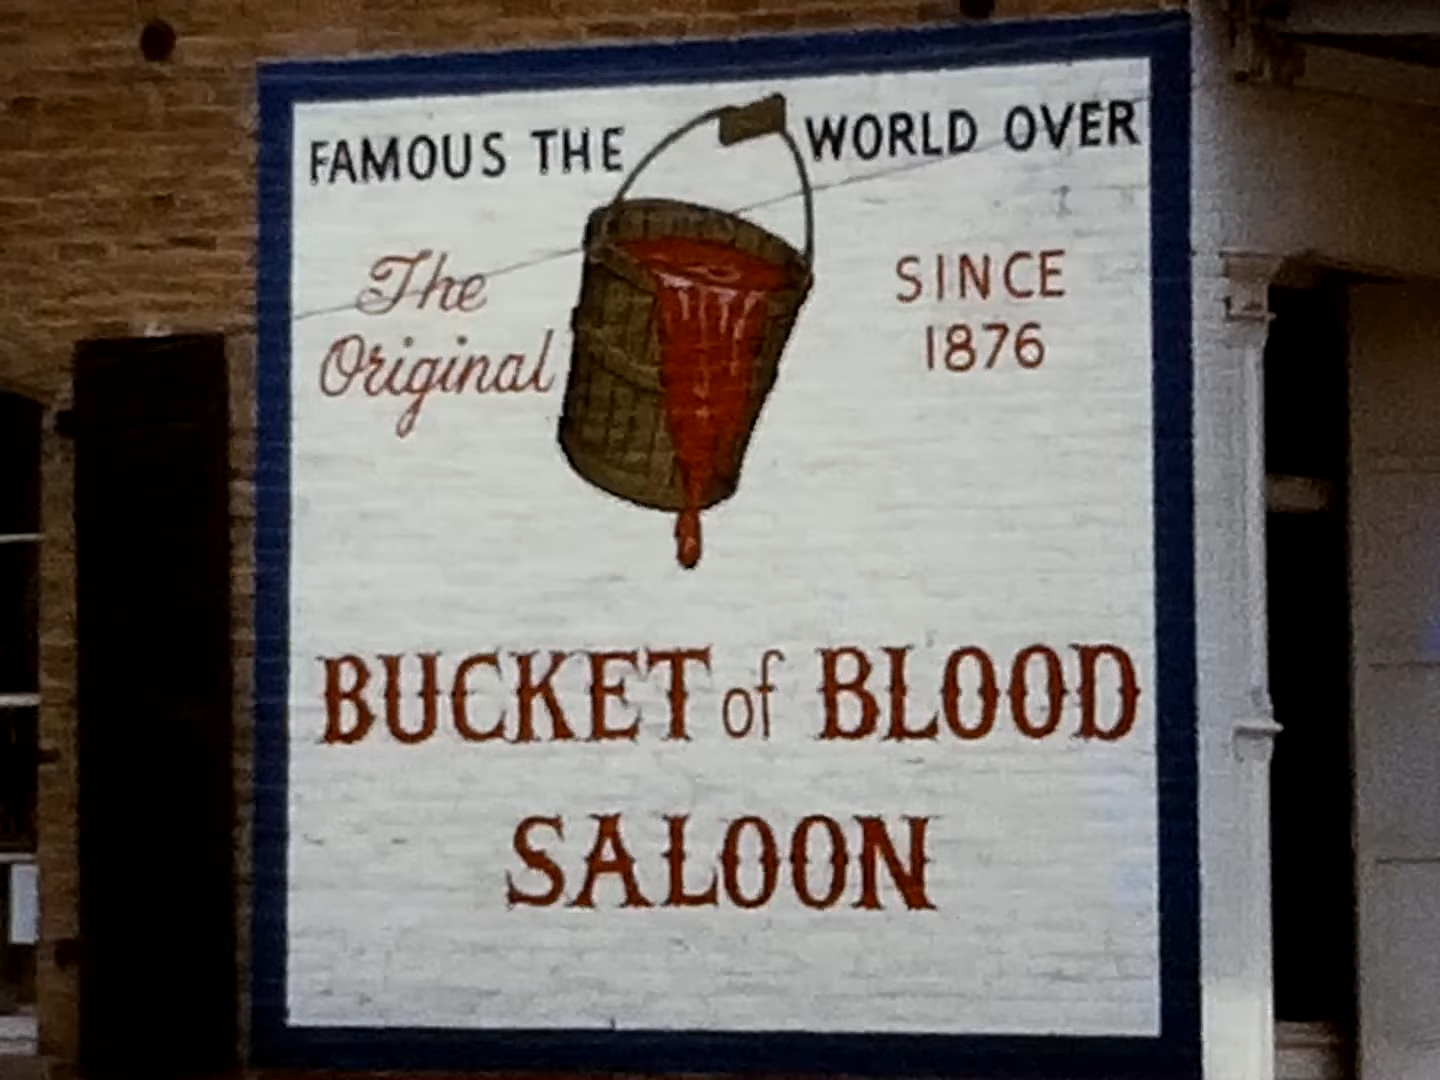 FAMOUS THE WORLD OVER
The
Original
SINCE
1876
BUCKET of BLOOD
SALOON